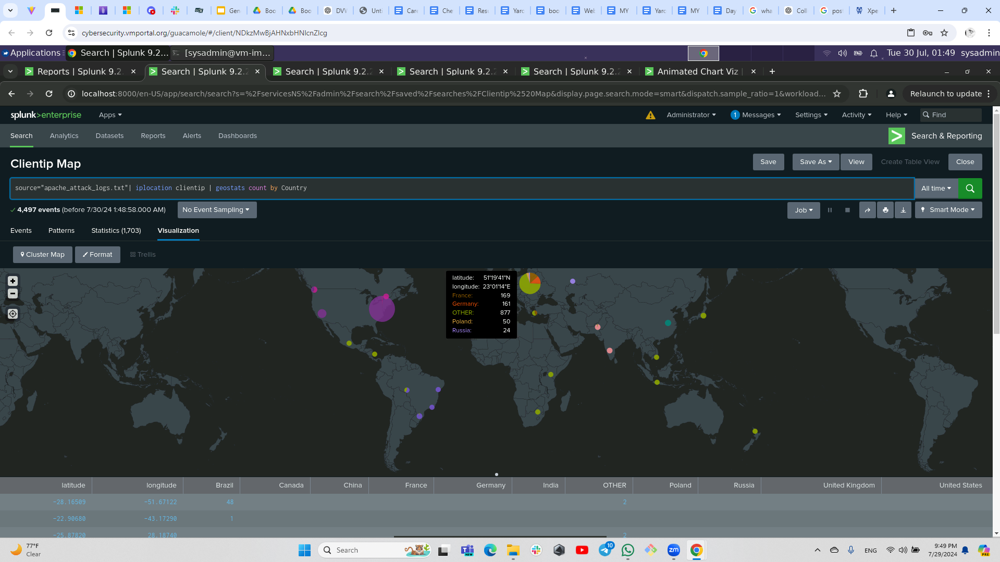 Gen
Boo
Boo
DVV
Unti
Care
Che
Res
Yarc
boo
Web
MY
Yarc
MY
Day
wha
Coll
pos
Xpe
cybersecurity.vmportal.org/guacamole/#/client/NDkzMwBjAHNxbHNlcnZlcg
Applications
Search | Splunk 9.2...
[sysadmin@vm-im...
Tue 30 Jul, 01:49 sysadmin
Reports | Splunk 9.2.
Search | Splunk 9.2.2
Search | Splunk 9.2.2
Search | Splunk 9.2.2
Search | Splunk 9.2.2
Animated Chart Viz |
localhost:8000/en-US/app/search/search?s=%2FservicesNS%2Fadmin%2Fsearch%2Fsaved%2Fsearches%2FClientip%2520Map&display.page.search.mode=smart&dispatch.sample_ratio=1&workload...
Relaunch to update
splunk>enterprise
Apps
Administrator
1 Messages
Settings
Activity
Help
Find
Search
Analytics
Datasets
Reports
Alerts
Dashboards
Search & Reporting
Clientip Map
Save
Save As
View
Create Table View
Close
source="apache_attack_logs.txt"| iplocation clientip | geostats count by Country
All time
4,497 events (before 7/30/24 1:48:58.000 AM)
No Event Sampling
Job
Smart Mode
Events
Patterns
Statistics (1,703)
Visualization
Cluster Map
Format
Trellis
latitude: 51°19'41"N
longitude: 23°01'14"E
France: 169
Germany: 161
OTHER: 877
Poland: 50
Russia: 24
latitude longitude Brazil Canada China France Germany India OTHER Poland Russia United Kingdom United States
-28.16509 -51.67122 48 2
-22.90680 -43.17290 1
-25.87820 28.18740 2
77°F
Clear
Search
NEW
10
zm
ENG
9:49 PM
7/29/2024
PRE